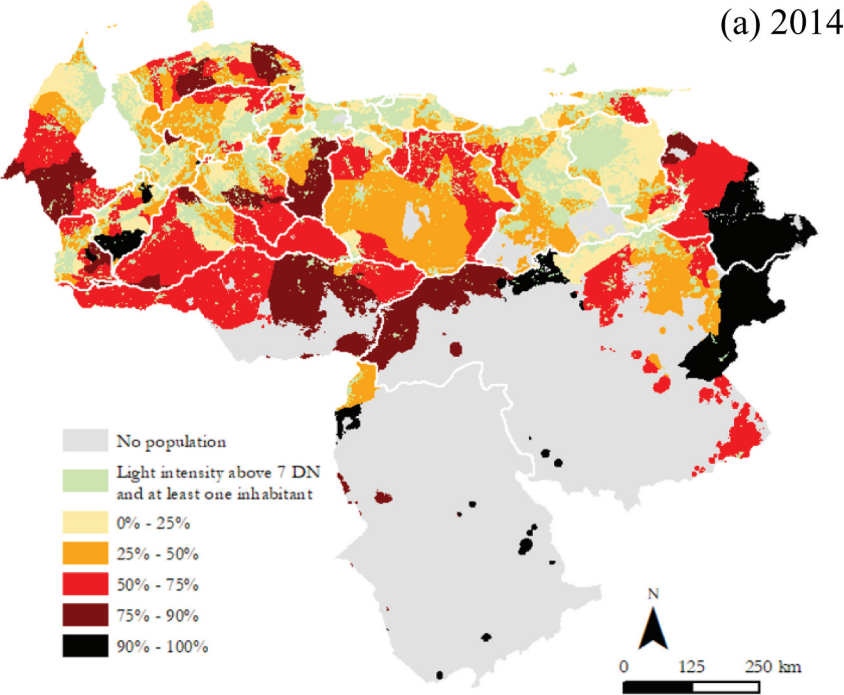 (a) 2014
No population
Light intensity above 7 DN
and at least one inhabitant
0% - 25%
25% - 50%
50% - 75%
75% - 90%
90% - 100%
N
0 125 250 km